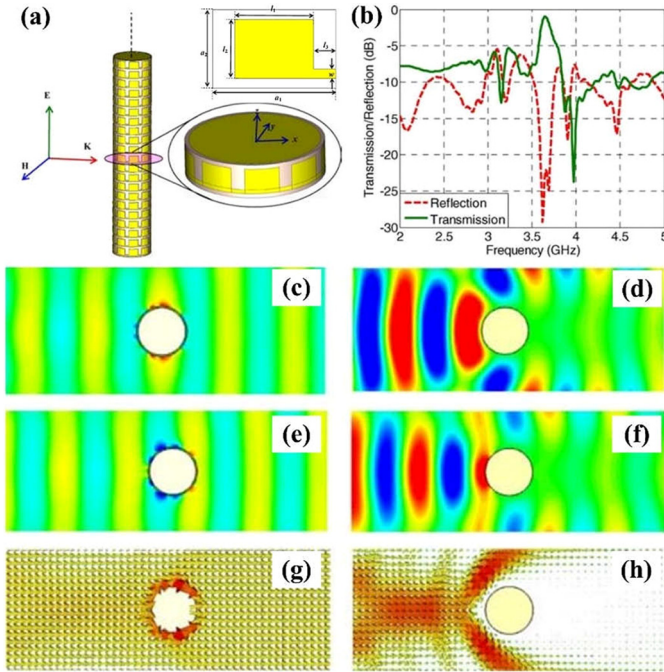 (a)
E
H
K
z
y
x
l₁
l₂
l₃
a₂
w
a₁
(b)
Transmission/Reflection (dB)
0
-5
-10
-15
-20
-25
-30
Reflection
Transmission
2
2.5
3
3.5
4
4.5
5
Frequency (GHz)
(c)
(d)
(e)
(f)
(g)
(h)